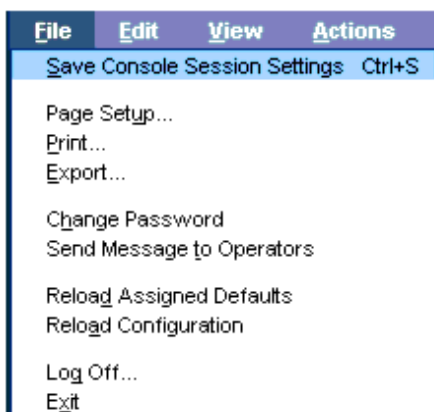 File Edit View Actions
Save Console Session Settings Ctrl+S
Page Setup...
Print...
Export...
Change Password
Send Message to Operators
Reload Assigned Defaults
Reload Configuration
Log Off...
Exit